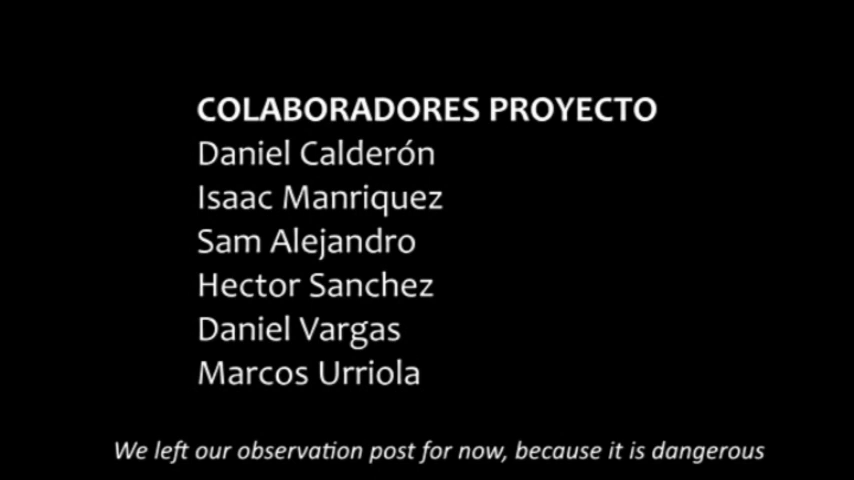 COLABORADORES PROYECTO
Daniel Calderón
Isaac Manriquez
Sam Alejandro
Hector Sanchez
Daniel Vargas
Marcos Urriola
We left our observation post for now, because it is dangerous